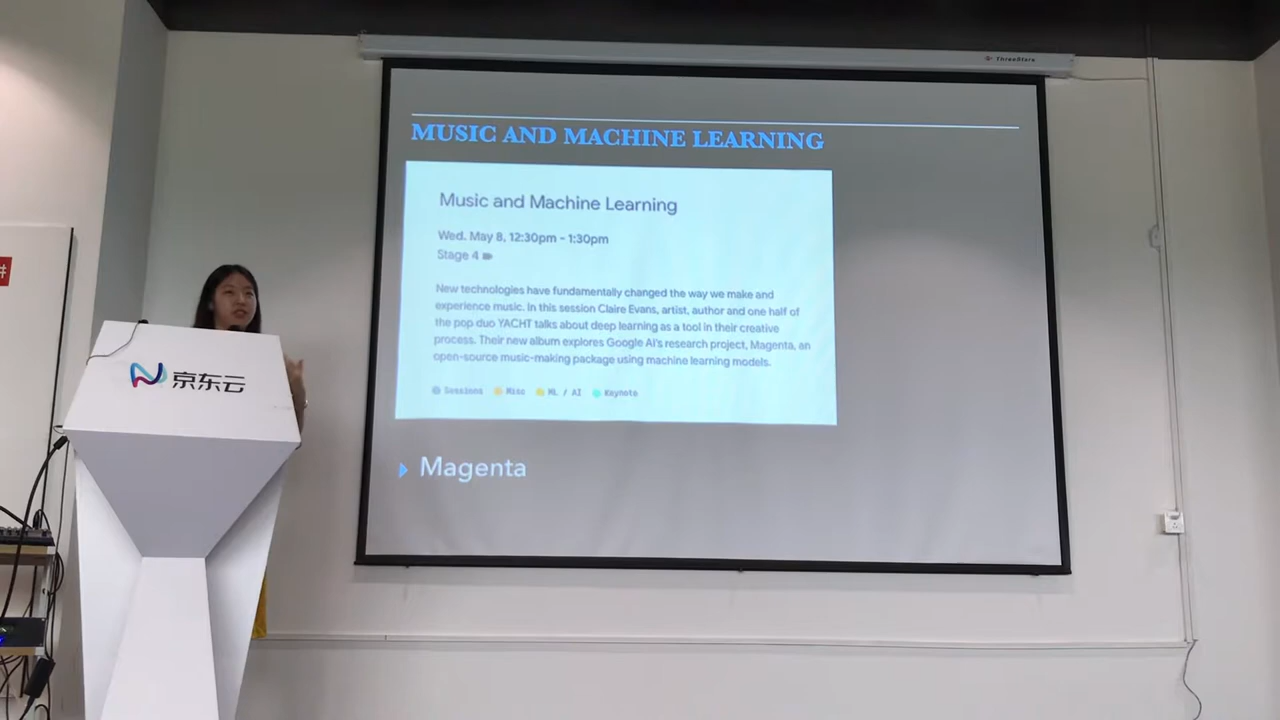 ThreeStars
MUSIC AND MACHINE LEARNING
Music and Machine Learning
Wed. May 8, 12:30pm - 1:30pm
Stage 4
New technologies have fundamentally changed the way we make and
experience music. In this session Claire Evans, artist, author and one half of
the pop duo YACHT talks about deep learning as a tool in their creative
process. Their new album explores Google AI's research project, Magenta, an
open-source music-making package using machine learning models.
Sessions Misc ML / AI Keynote
Magenta
京东云